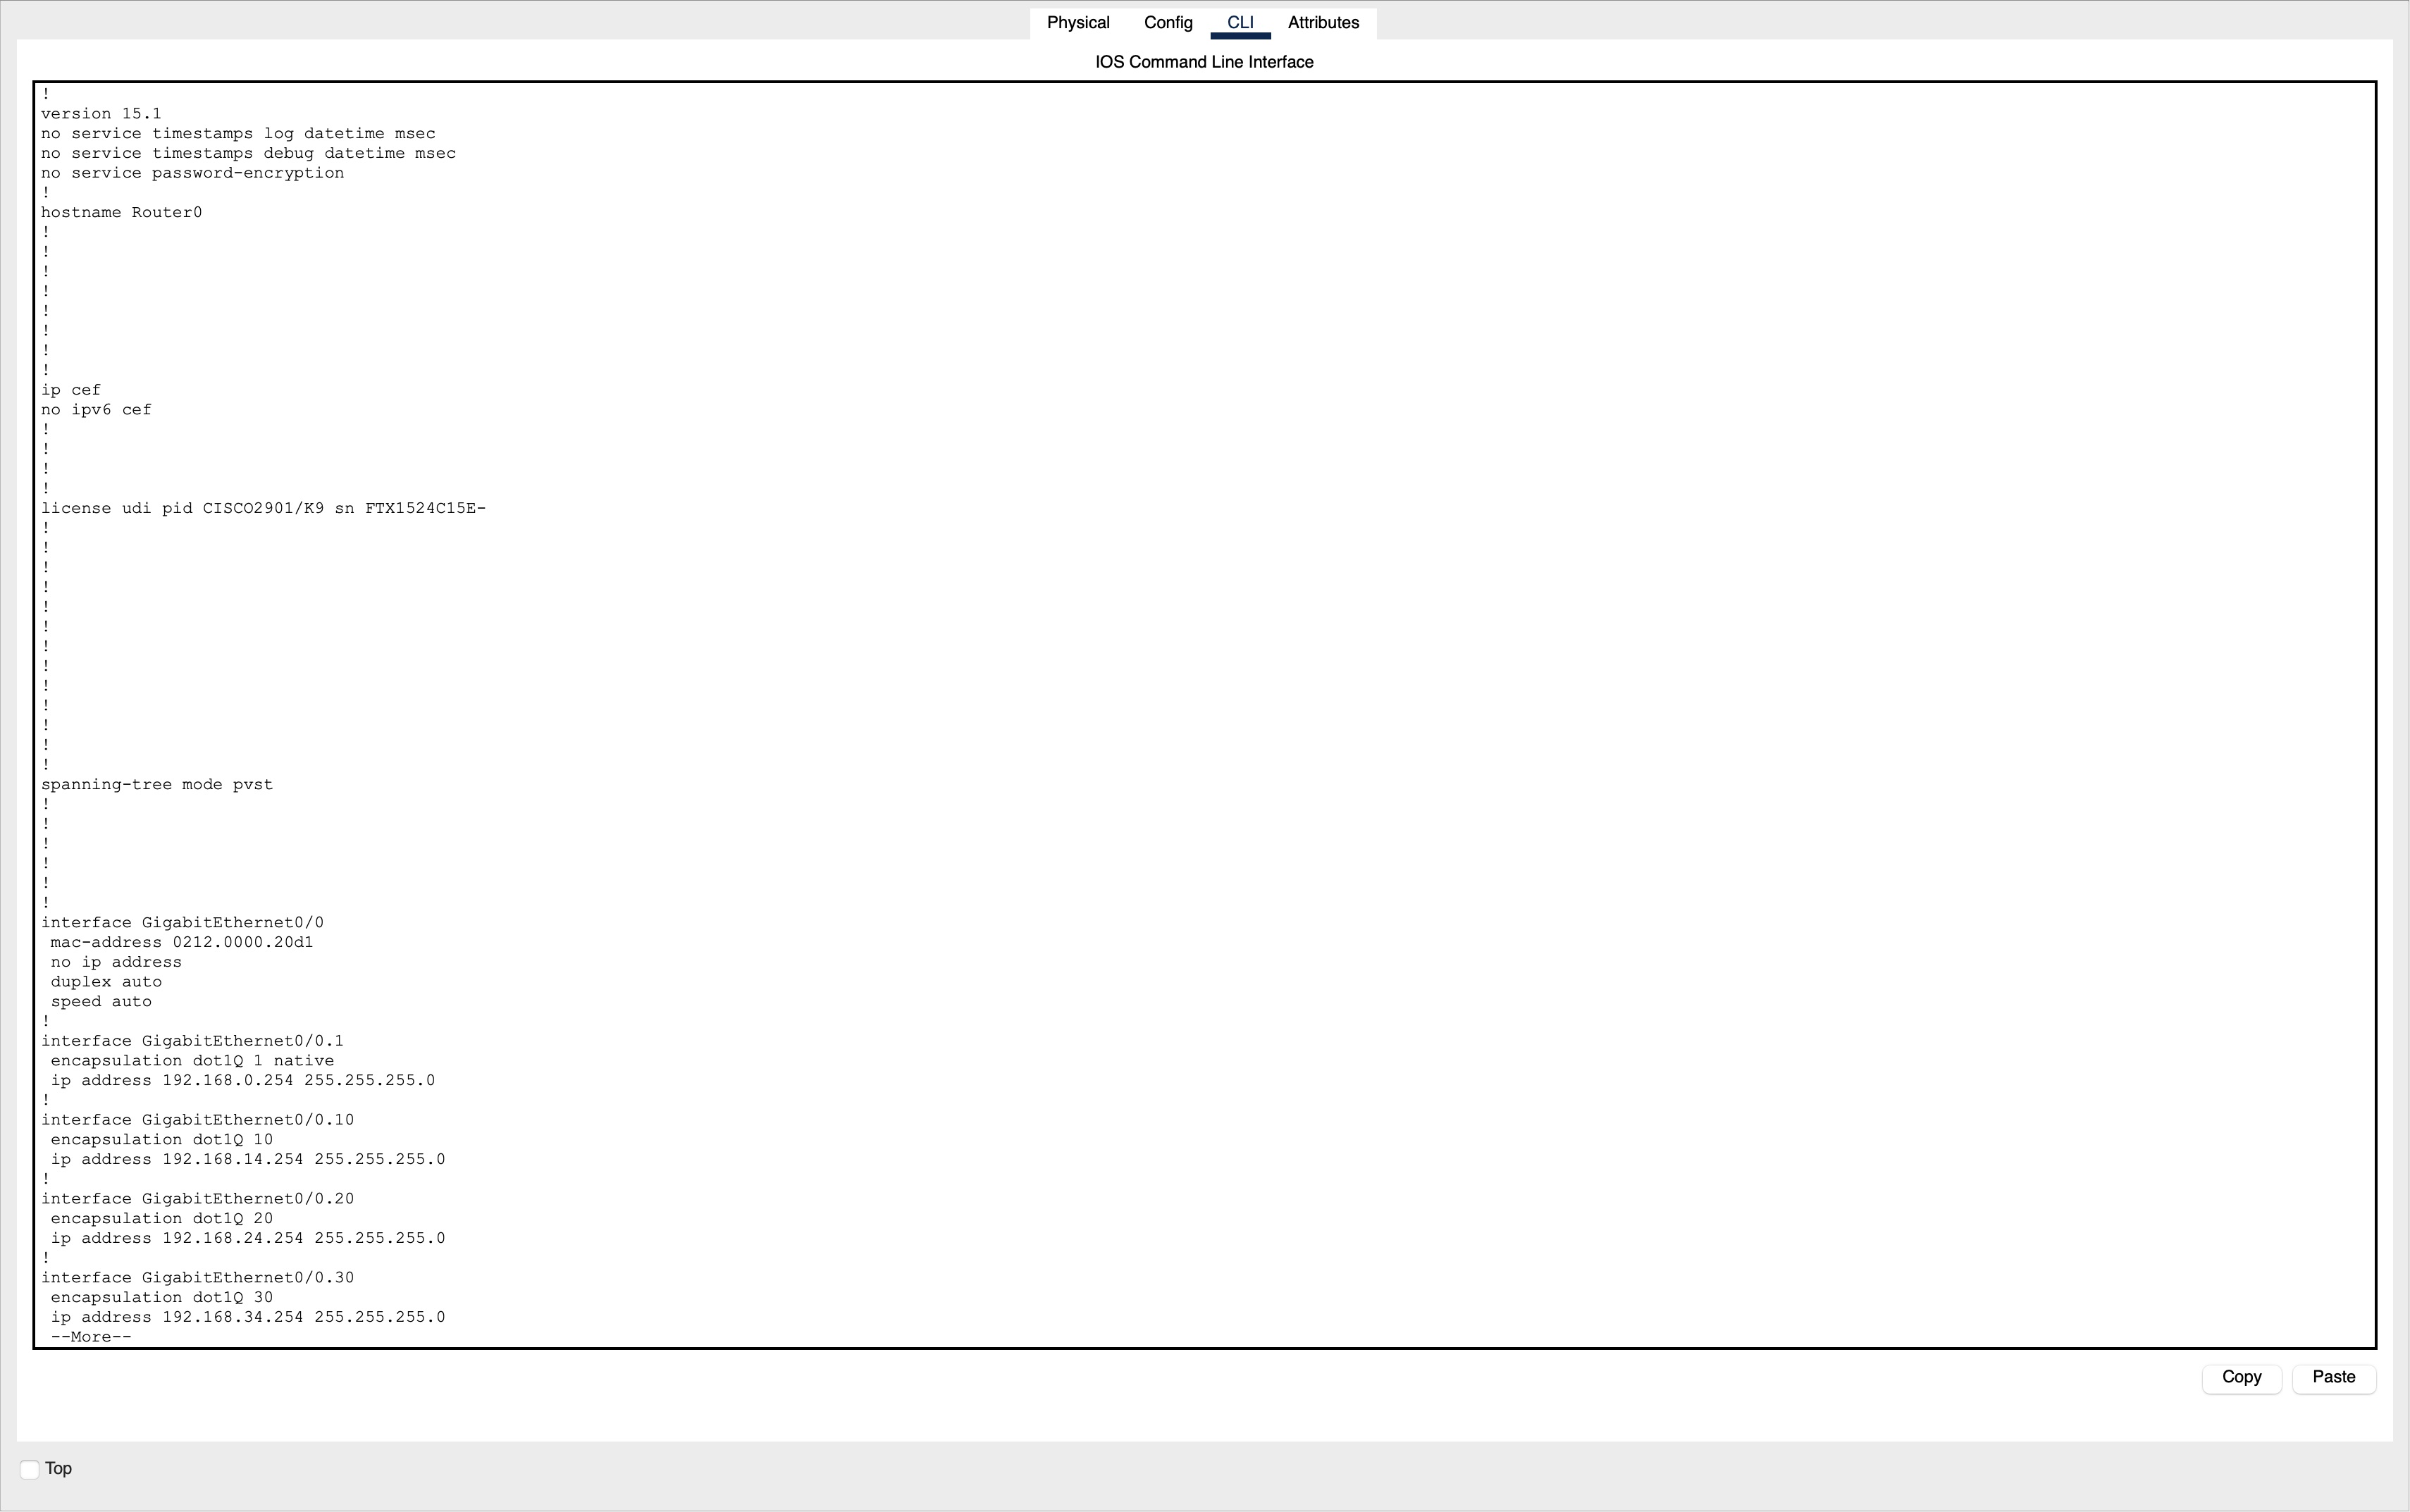 Physical Config CLI Attributes
IOS Command Line Interface
!
version 15.1
no service timestamps log datetime msec
no service timestamps debug datetime msec
no service password-encryption
!
hostname Router0
!
!
!
!
!
!
!
!
ip cef
no ipv6 cef
!
!
!
!
license udi pid CISCO2901/K9 sn FTX1524C15E-
!
!
!
!
!
!
!
!
!
!
!
!
!
spanning-tree mode pvst
!
!
!
!
!
!
interface GigabitEthernet0/0
 mac-address 0212.0000.20d1
 no ip address
 duplex auto
 speed auto
!
interface GigabitEthernet0/0.1
 encapsulation dot1Q 1 native
 ip address 192.168.0.254 255.255.255.0
!
interface GigabitEthernet0/0.10
 encapsulation dot1Q 10
 ip address 192.168.14.254 255.255.255.0
!
interface GigabitEthernet0/0.20
 encapsulation dot1Q 20
 ip address 192.168.24.254 255.255.255.0
!
interface GigabitEthernet0/0.30
 encapsulation dot1Q 30
 ip address 192.168.34.254 255.255.255.0
 --More--
Copy Paste
Top